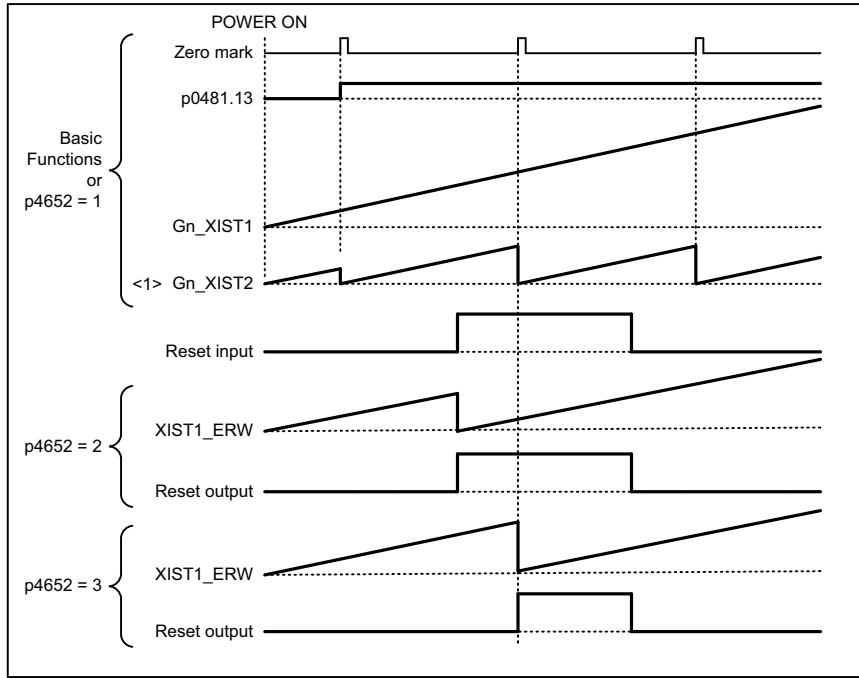 POWER ON
Zero mark
p0481.13
Basic
Functions
or
p4652 = 1
Gn_XIST1
<1> Gn_XIST2
Reset input
p4652 = 2
XIST1_ERW
Reset output
p4652 = 3
XIST1_ERW
Reset output